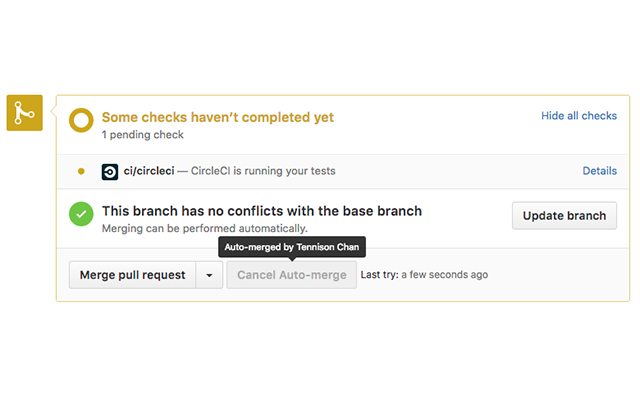 Some checks haven’t completed yet
Hide all checks
1 pending check
ci/circleci — CircleCI is running your tests
Details
This branch has no conflicts with the base branch
Merging can be performed automatically.
Update branch
Auto-merged by Tennison Chan
Merge pull request
Cancel Auto-merge
Last try: a few seconds ago